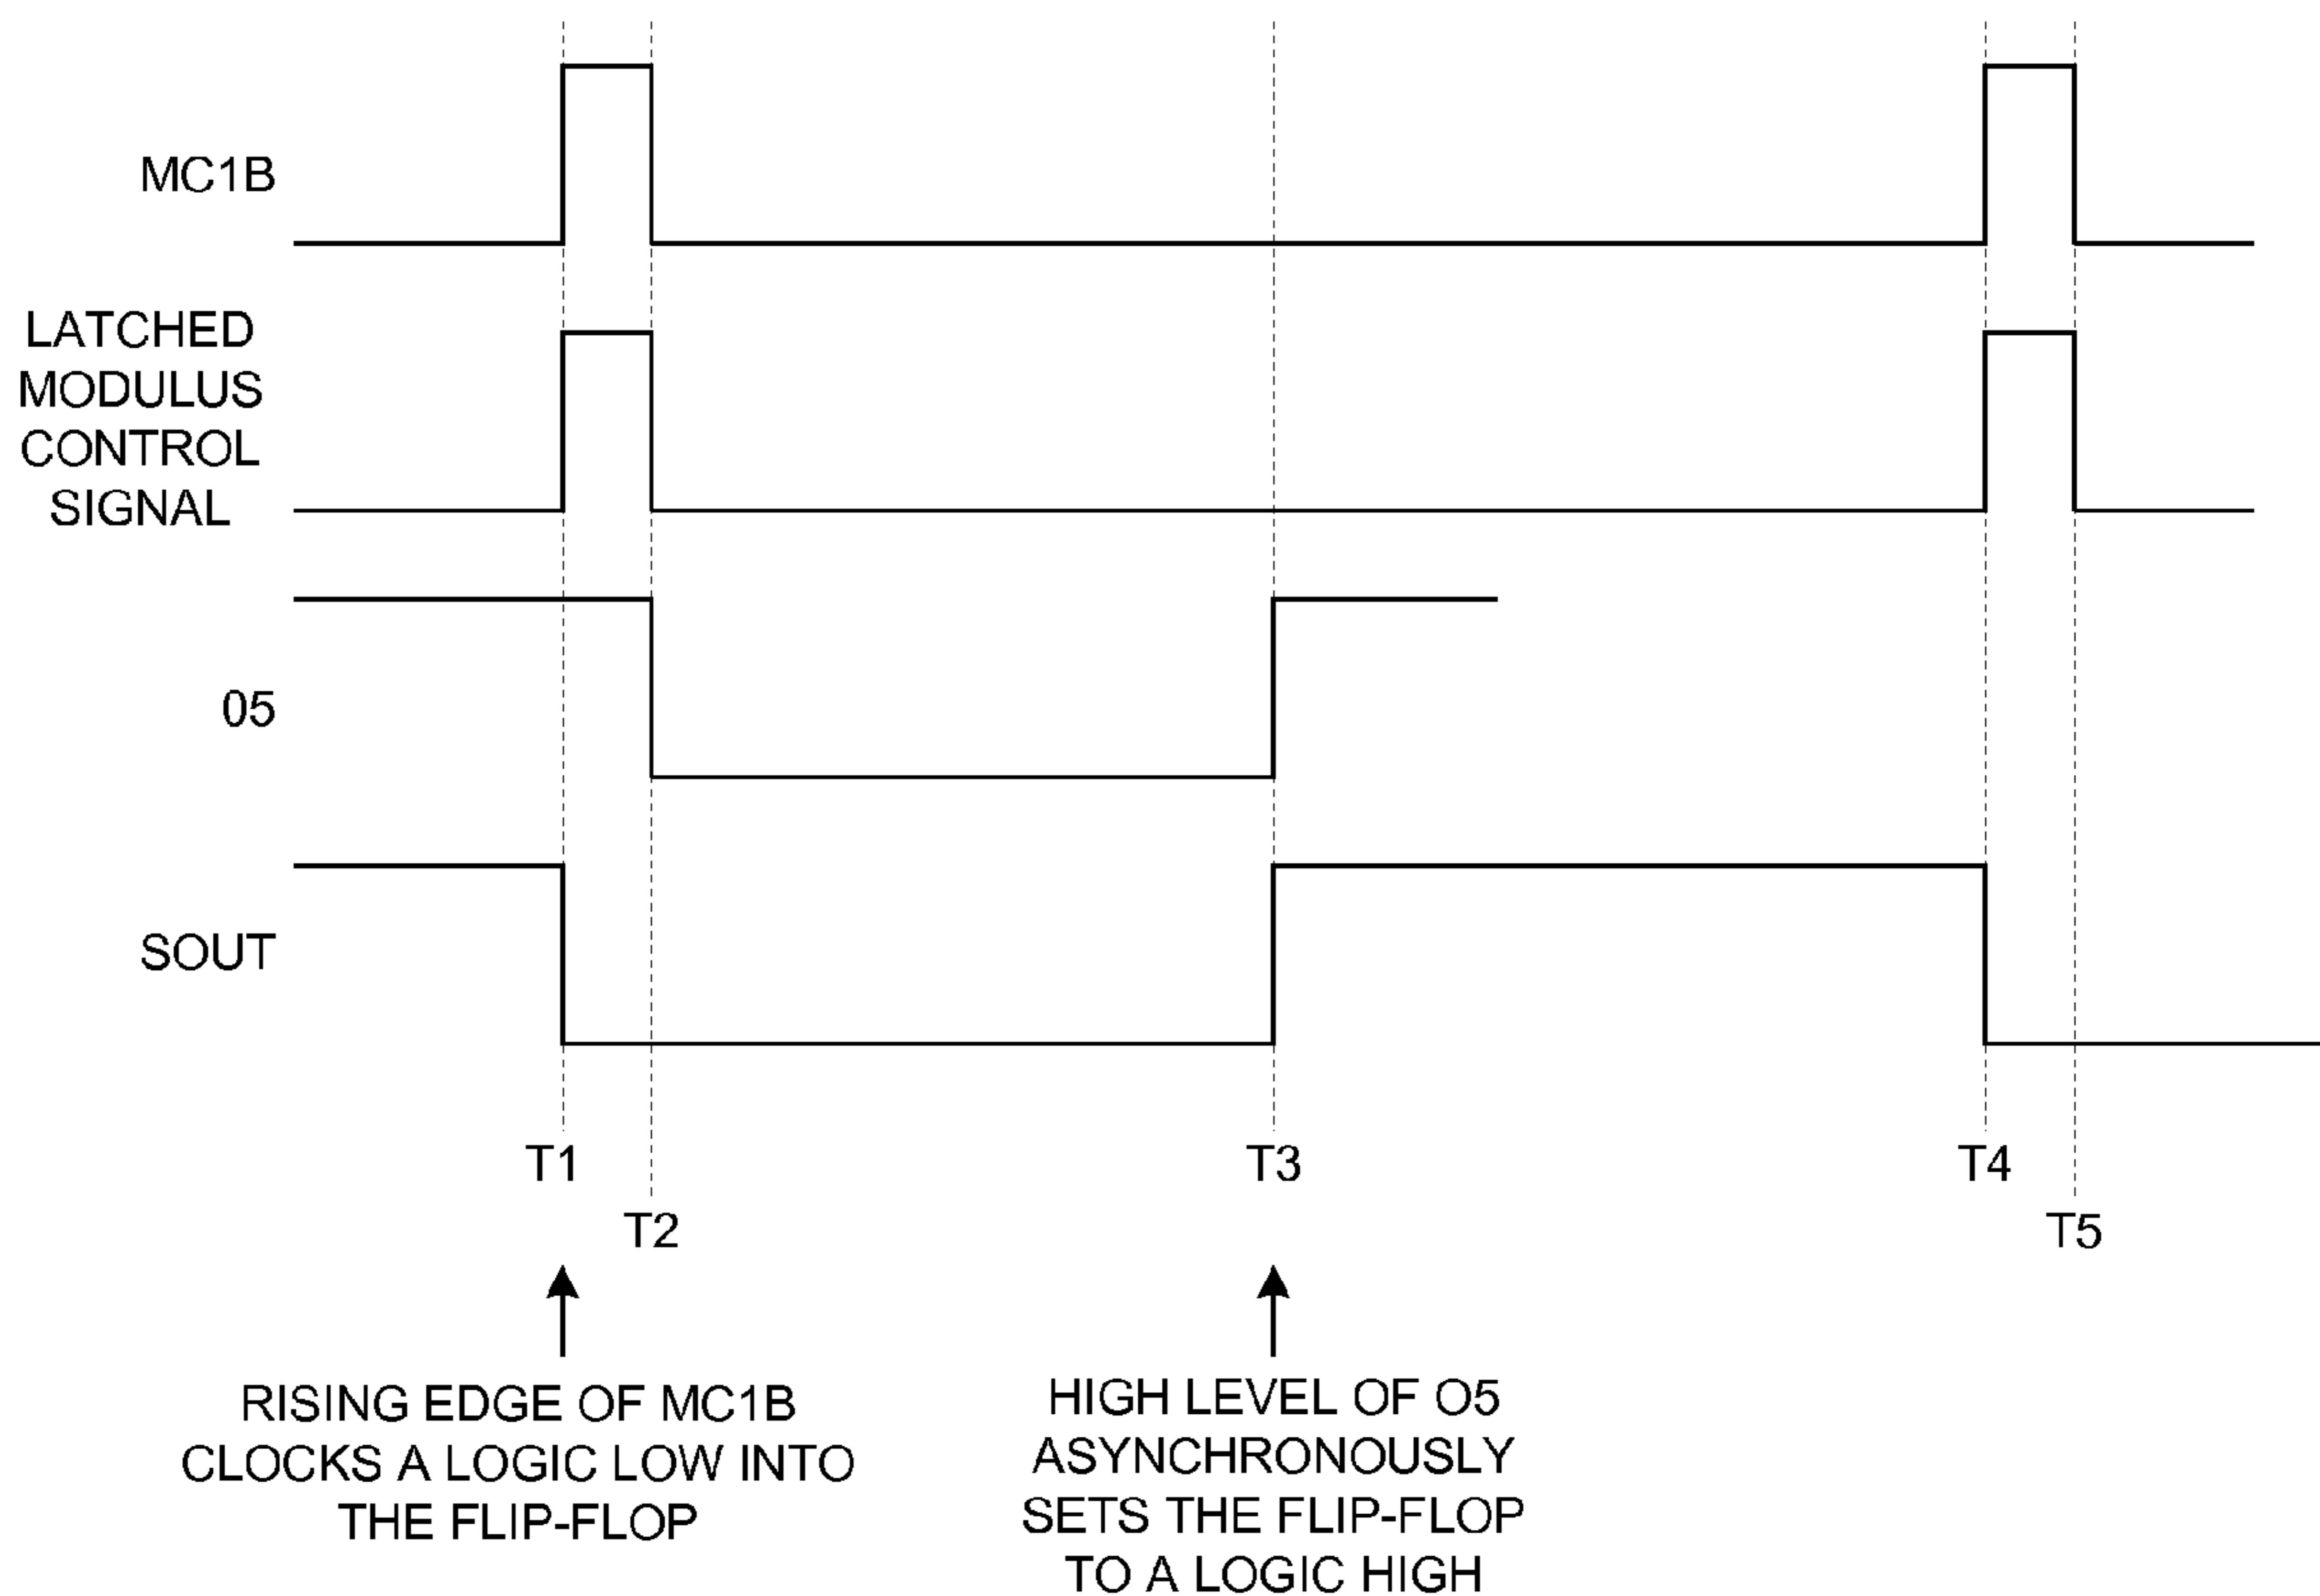 MC1B
LATCHED
MODULUS
CONTROL
SIGNAL
05
SOUT
T1
T3
T4
T2
T5
RISING EDGE OF MC1B
CLOCKS A LOGIC LOW INTO
THE FLIP-FLOP
HIGH LEVEL OF O5
ASYNCHRONOUSLY
SETS THE FLIP-FLOP
TO A LOGIC HIGH